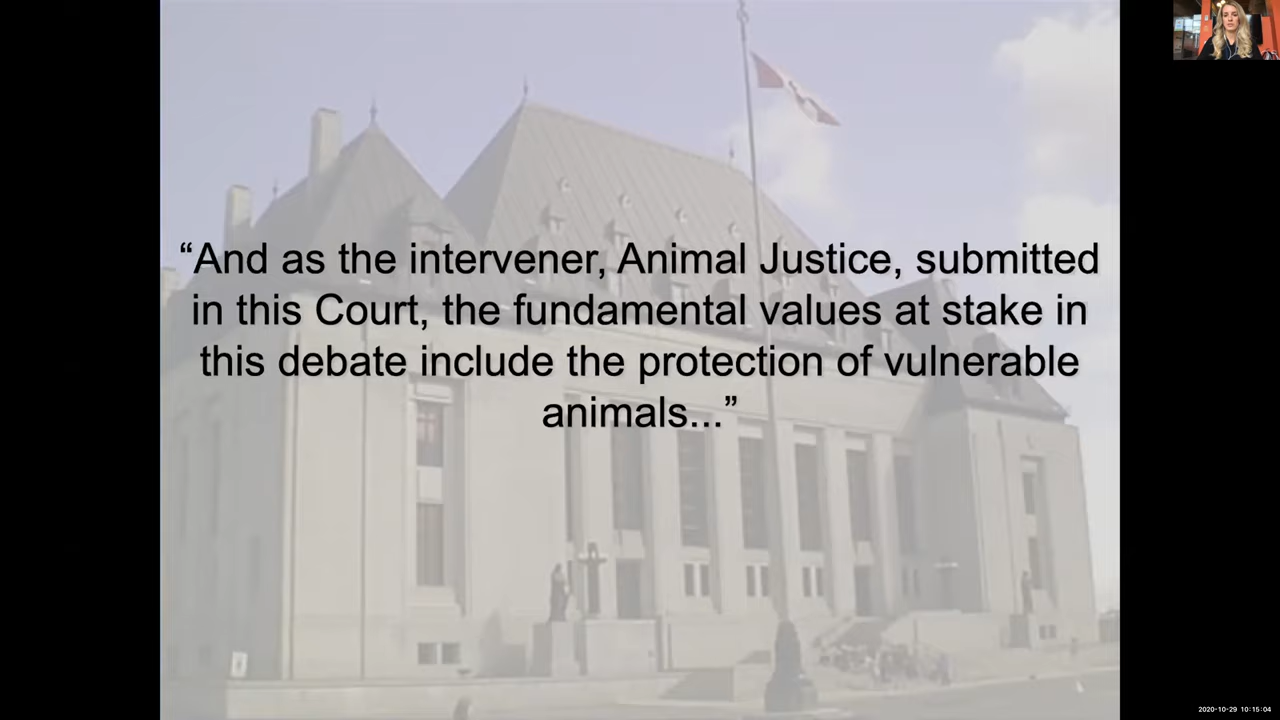 “And as the intervener, Animal Justice, submitted
in this Court, the fundamental values at stake in
this debate include the protection of vulnerable
animals...”
2020-10-29 10:15:04